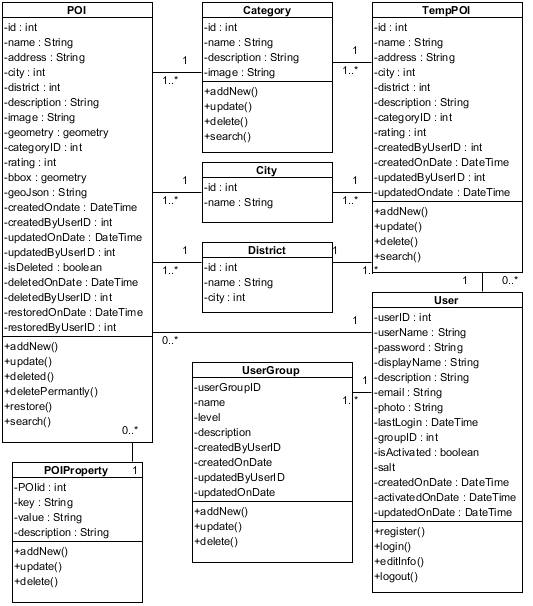 POI
-id : int
-name : String
-address : String
-city : int
-district : int
-description : String
-image : String
-geometry : geometry
-categoryID : int
-rating : int
-bbox : geometry
-geoJson : String
-createdOndate : DateTime
-createdByUserID : int
-updatedOnDate : DateTime
-updatedByUserID : int
-isDeleted : boolean
-deletedOnDate : DateTime
-deletedByUserID : int
-restoredOnDate : DateTime
-restoredByUserID : int
+addNew()
+update()
+deleted()
+deletePermantly()
+restore()
+search()
0..*
1
POIProperty
-POIid : int
-key : String
-value : String
-description : String
+addNew()
+update()
+delete()
1
1..*
1
1..*
1
1..*
1
0..*
Category
-id : int
-name : String
-description : String
-image : String
+addNew()
+update()
+delete()
+search()
City
-id : int
-name : String
District
-id : int
-name : String
-city : int
UserGroup
-userGroupID
-name
-level
-description
-createdByUserID
-createdOnDate
-updatedByUserID
-updatedOnDate
+addNew()
+update()
+delete()
1
1..*
1
1..*
1
1..*
1
1..*
TempPOI
-id : int
-name : String
-address : String
-city : int
-district : int
-description : String
-categoryID : int
-rating : int
-createdByUserID : int
-createdOnDate : DateTime
-updatedByUserID : int
-updatedOndate : DateTime
+addNew()
+update()
+delete()
+search()
1
0..*
User
-userID : int
-userName : String
-password : String
-displayName : String
-description : String
-email : String
-photo : String
-lastLogin : DateTime
-groupID : int
-isActivated : boolean
-salt
-createdOnDate : DateTime
-activatedOnDate : DateTime
-updatedOnDate : DateTime
+register()
+login()
+editInfo()
+logout()